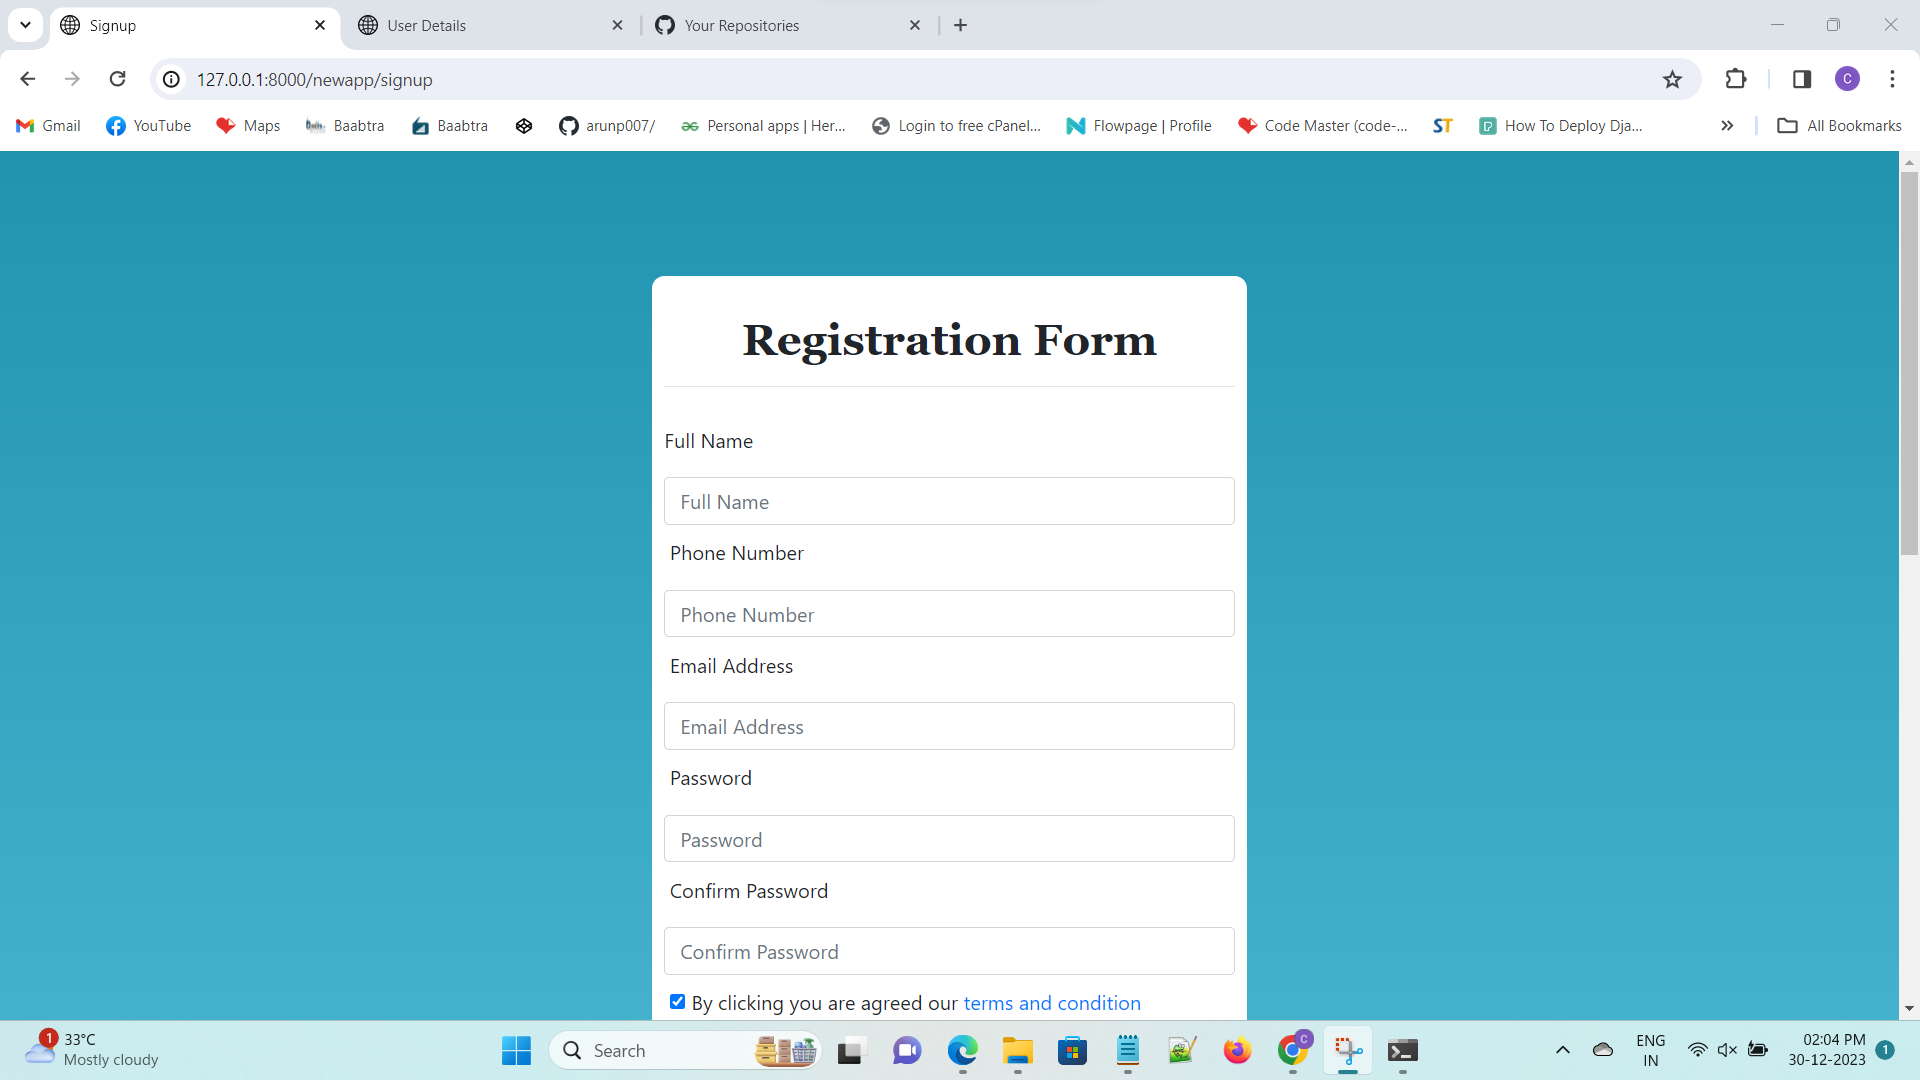 Signup
User Details
Your Repositories
127.0.0.1:8000/newapp/signup
C
Gmail
YouTube
Maps
Baabtra
Baabtra
arunp007/
Personal apps | Her...
Login to free cPanel...
Flowpage | Profile
Code Master (code-...
ST
How To Deploy Dja...
All Bookmarks
Registration Form
Full Name
Full Name
Phone Number
Phone Number
Email Address
Email Address
Password
Password
Confirm Password
Confirm Password
By clicking you are agreed our terms and condition
1
33°C
Mostly cloudy
Search
C
ENG
IN
02:04 PM
30-12-2023
1